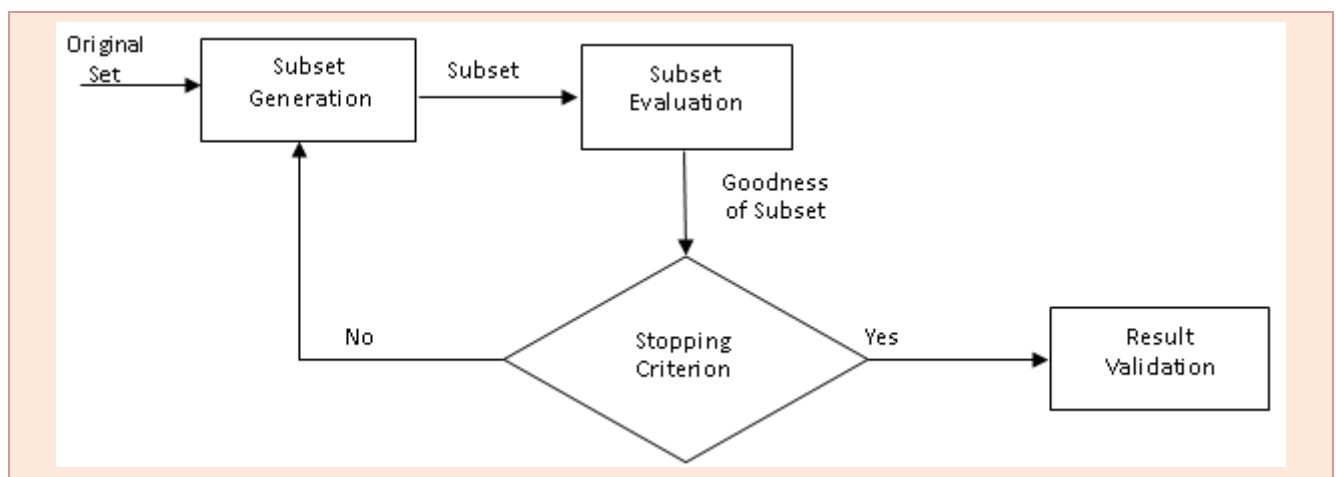 Original
Set
Subset
Generation
Subset
Subset
Evaluation
Goodness
of Subset
No
Stopping
Criterion
Yes
Result
Validation